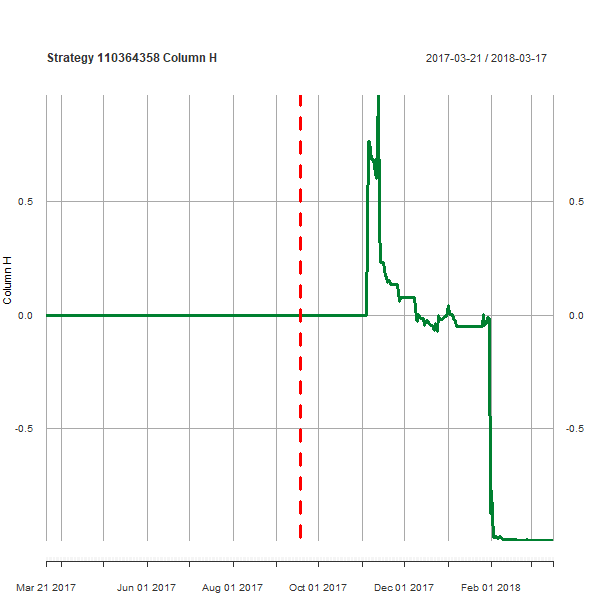 Strategy 110364358 Column H 2017-03-21 / 2018-03-17
0.5 0.5
Column H
0.0 0.0
-0.5 -0.5
Mar 21 2017 Jun 01 2017 Aug 01 2017 Oct 01 2017 Dec 01 2017 Feb 01 2018